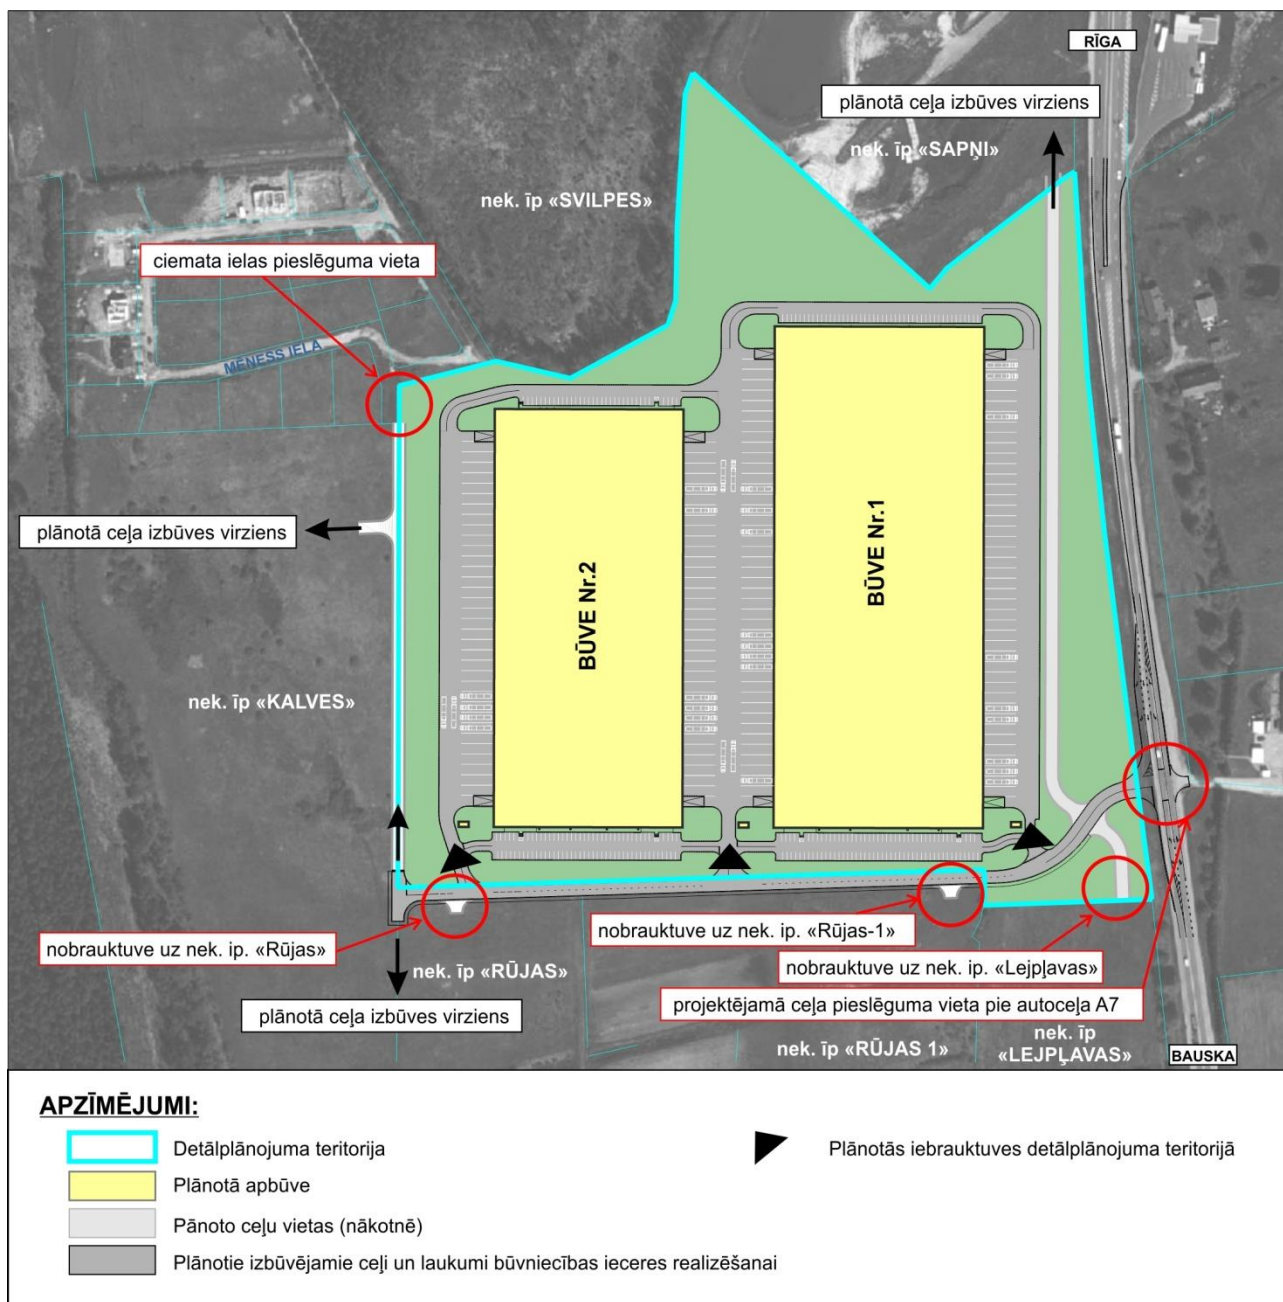 RĪGA
plānotā ceļa izbūves virziens
nek. īp «SAPŅI»
nek. īp «SVILPES»
ciemata ielas pieslēguma vieta
MĒNESS IELA
plānotā ceļa izbūves virziens
BŪVE Nr.1
BŪVE Nr.2
nek. īp «KALVES»
nobrauktuve uz nek. ip. «Rūjas-1»
nobrauktuve uz nek. ip. «Rūjas»
nek. īp «RŪJAS»
nobrauktuve uz nek. ip. «Lejpļavas»
projektējamā ceļa pieslēguma vieta pie autoceļa A7
plānotā ceļa izbūves virziens
nek. īp «RŪJAS 1»
nek. īp
«LEJPĻAVAS»
BAUSKA
APZĪMĒJUMI:
Detālplānojuma teritorija
Plānotās iebrauktuves detālplānojuma teritorijā
Plānotā apbūve
Pānoto ceļu vietas (nākotnē)
Plānotie izbūvējamie ceļi un laukumi būvniecības ieceres realizēšanai